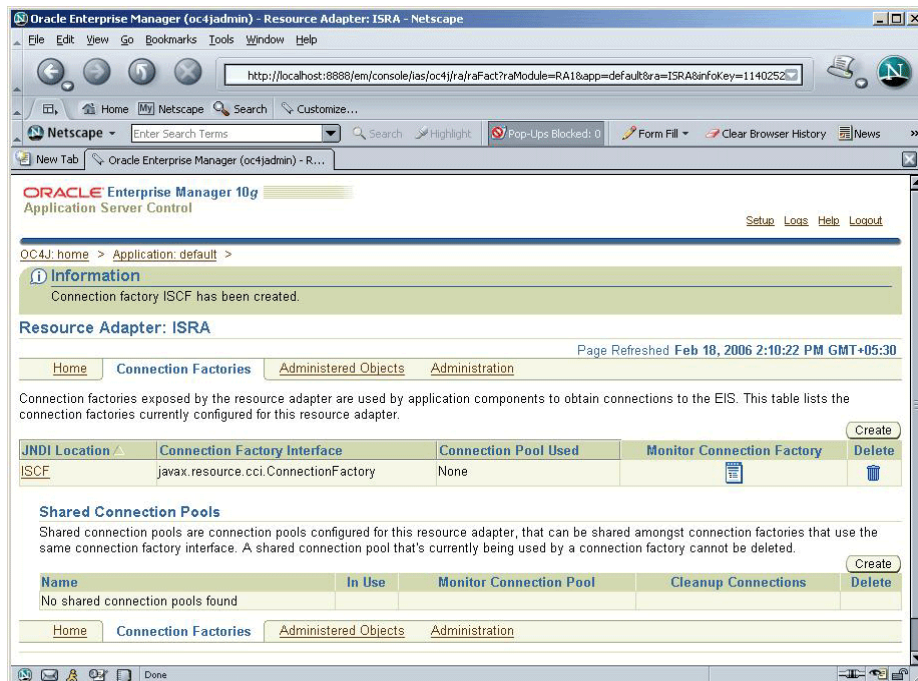 Oracle Enterprise Manager (oc4jadmin) - Resource Adapter: ISRA - Netscape
File Edit View Go Bookmarks Tools Window Help
http://localhost:8888/em/console/ias/oc4j/ra/raFact?raModule=RA1&app=default&ra=ISRA&infoKey=1140252
Home My Netscape Search Customize...
Netscape Enter Search Terms Search Highlight Pop-Ups Blocked: 0 Form Fill Clear Browser History News »
New Tab Oracle Enterprise Manager (oc4jadmin) - R...
ORACLE Enterprise Manager 10g
Application Server Control
Setup Logs Help Logout
OC4J: home > Application: default >
Information
Connection factory ISCF has been created.
Resource Adapter: ISRA
Page Refreshed Feb 18, 2006 2:10:22 PM GMT+05:30
Home Connection Factories Administered Objects Administration
Connection factories exposed by the resource adapter are used by application components to obtain connections to the EIS. This table lists the
connection factories currently configured for this resource adapter.
Create
JNDI Location Connection Factory Interface Connection Pool Used Monitor Connection Factory Delete
ISCF javax.resource.cci.ConnectionFactory None
Shared Connection Pools
Shared connection pools are connection pools configured for this resource adapter, that can be shared amongst connection factories that use the
same connection factory interface. A shared connection pool that's currently being used by a connection factory cannot be deleted.
Create
Name In Use Monitor Connection Pool Cleanup Connections Delete
No shared connection pools found
Home Connection Factories Administered Objects Administration
Done